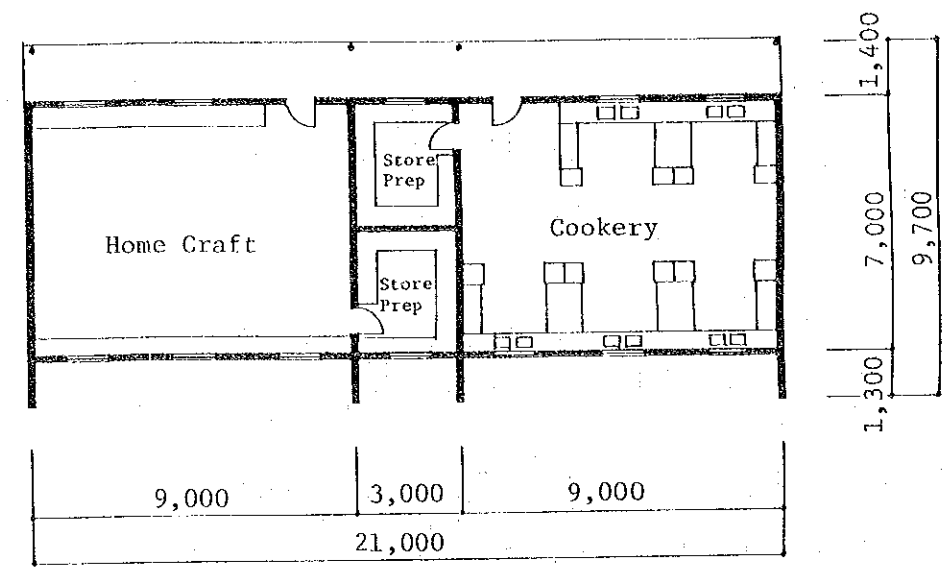 1,400
Store
Prep
7,000
9,700
Home Craft
Cookery
Store
Prep
1,300
9,000
3,000
9,000
21,000